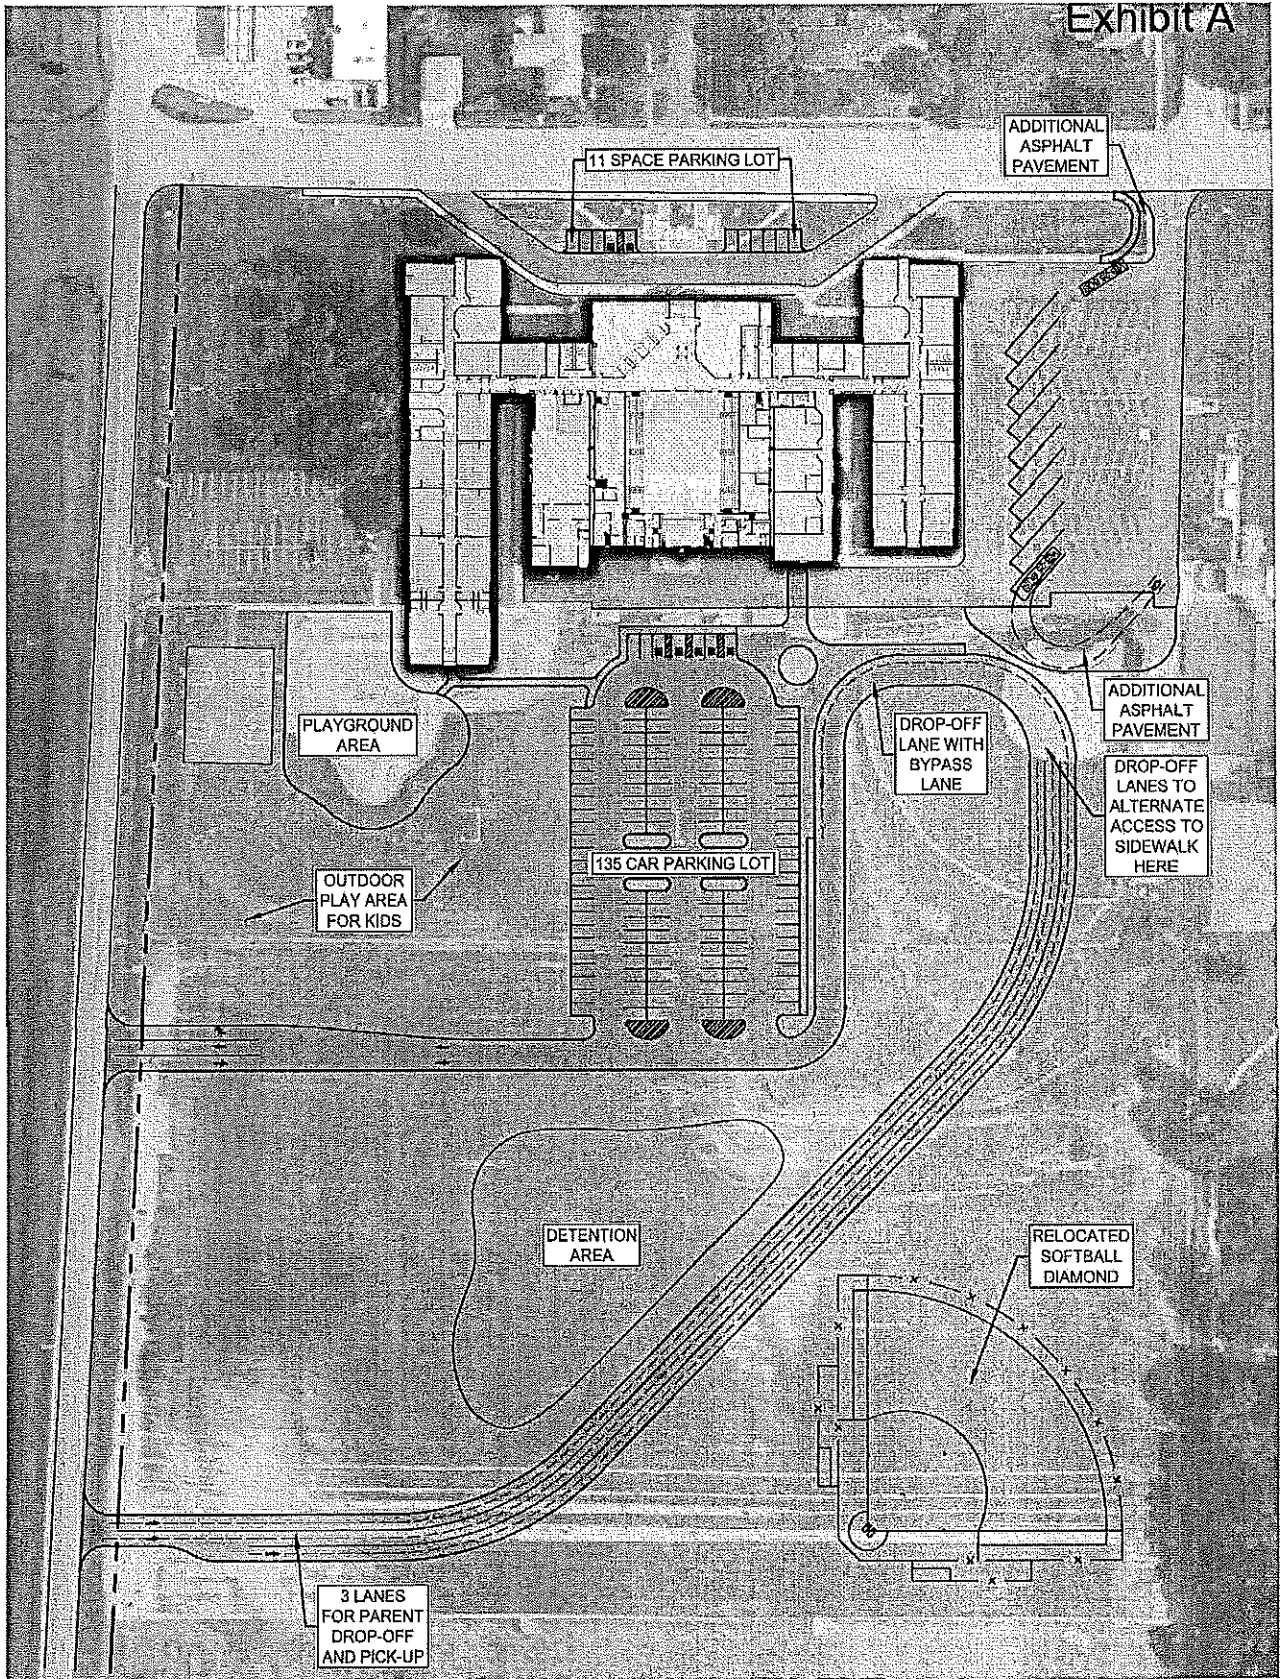 Exhibit A
ADDITIONAL
ASPHALT
PAVEMENT
11 SPACE PARKING LOT
PLAYGROUND
AREA
DROP-OFF
LANE WITH
BYPASS
LANE
ADDITIONAL
ASPHALT
PAVEMENT
DROP-OFF
LANES TO
ALTERNATE
ACCESS TO
SIDEWALK
HERE
135 CAR PARKING LOT
OUTDOOR
PLAY AREA
FOR KIDS
DETENTION
AREA
RELOCATED
SOFTBALL
DIAMOND
3 LANES
FOR PARENT
DROP-OFF
AND PICK-UP